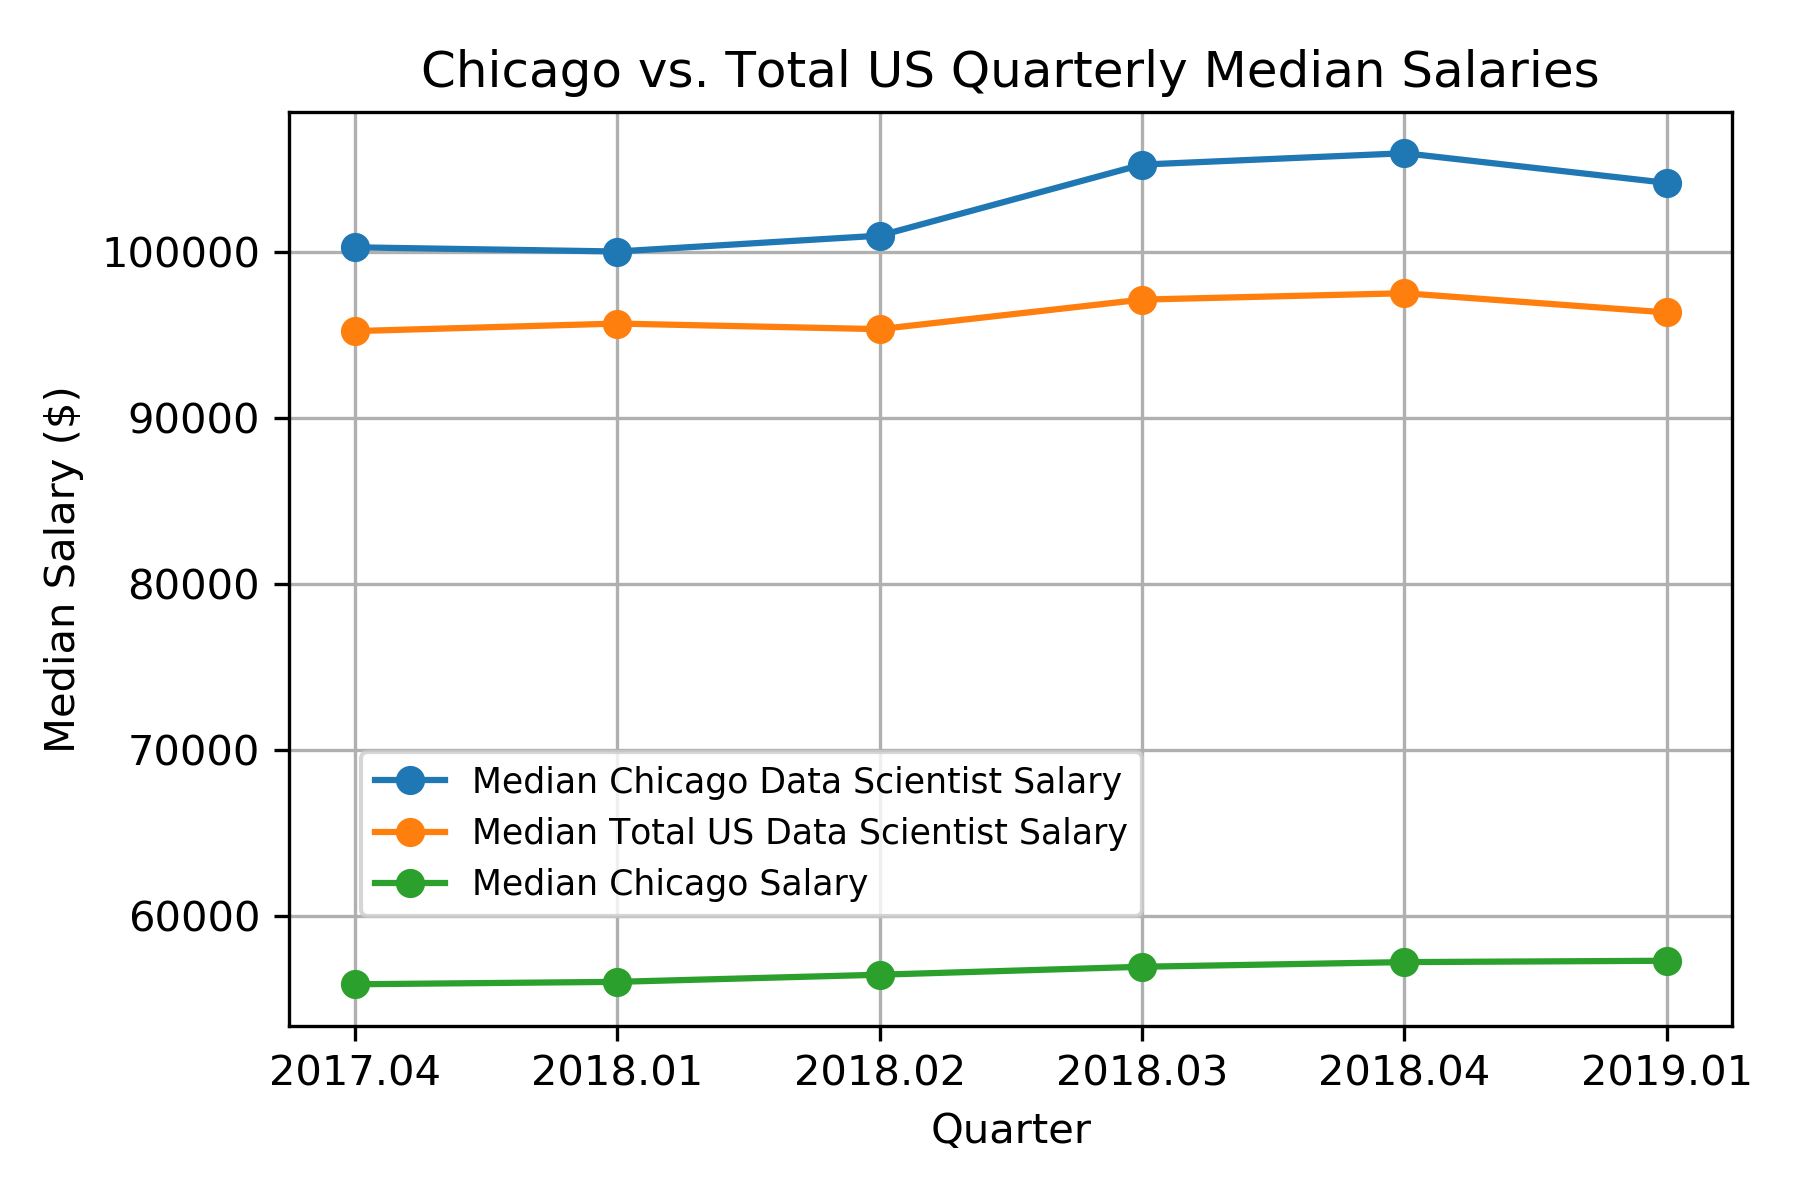 Chicago vs. Total US Quarterly Median Salaries
Median Salary ($)
100000
90000
80000
70000
60000
Median Chicago Data Scientist Salary
Median Total US Data Scientist Salary
Median Chicago Salary
2017.04 2018.01 2018.02 2018.03 2018.04 2019.01
Quarter